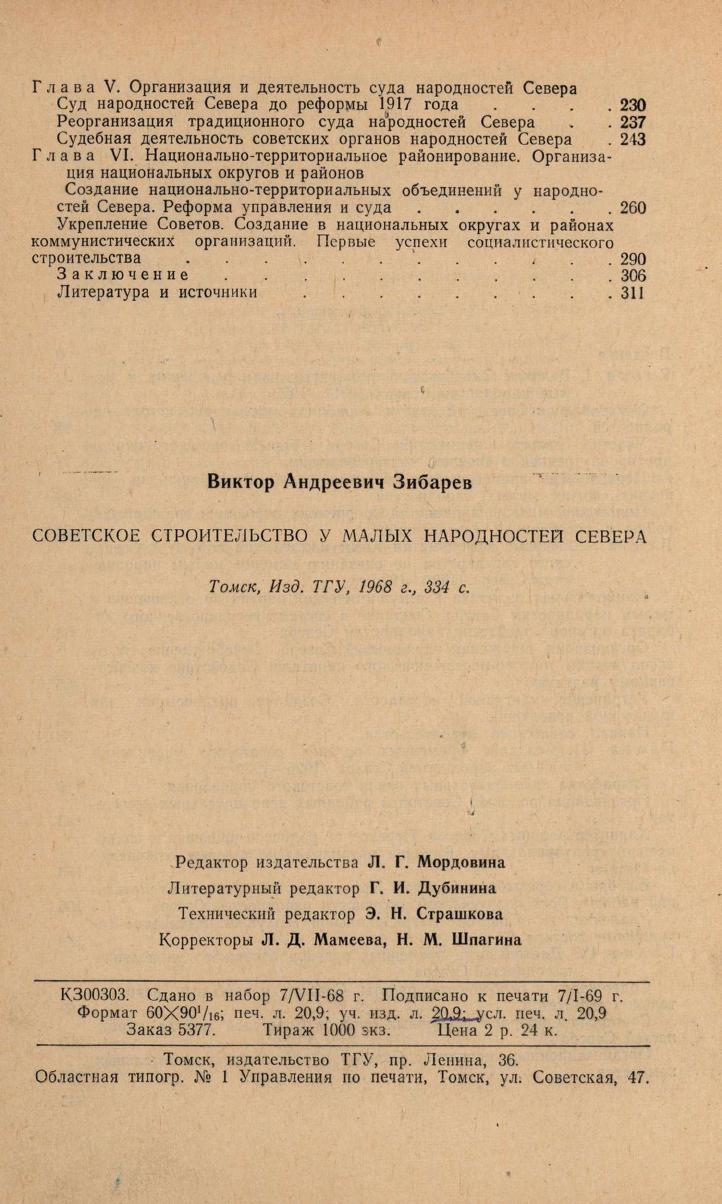 Глава V. Организация и деятельность суда народностей Севера
Суд народностей Севера до реформы 1917 года . . . . 230
Реорганизация традиционного суда народностей Севера . . 237
Судебная деятельность советских органов народностей Севера . 243
Глава VI. Национально-территориальное районирование. Организа-
ция национальных округов и районов
Создание национально-территориальных объединений у народно-
стей Севера. Реформа управления и суда . . . . . . 260
Укрепление Советов. Создание в национальных округах и районах
коммунистических организаций. Первые успехи социалистического
строительства . . . . . . . . . . . 290
Заключение . . . . . . . . . . 306
Литература и источники . . . . . . . . 311
Виктор Андреевич Зибарев
СОВЕТСКОЕ СТРОИТЕЛЬСТВО У МАЛЫХ НАРОДНОСТЕЙ СЕВЕРА
Томск, Изд. ТГУ, 1968 г., 334 с.
Редактор издательства Л. Г. Мордовина
Литературный редактор Г. И. Дубинина
Технический редактор Э. Н. Страшкова
Корректоры Л. Д. Мамеева, Н. М. Шпагина
КЗ00303. Сдано в набор 7/VII-68 г. Подписано к печати 7/I-69 г.
Формат 60×90¹/₁₆; печ. л. 20,9; уч. изд. л. 20,9; усл. печ. л. 20,9
Заказ 5377. Тираж 1000 экз. Цена 2 р. 24 к.
Томск, издательство ТГУ, пр. Ленина, 36.
Областная типогр. № 1 Управления по печати, Томск, ул. Советская, 47.